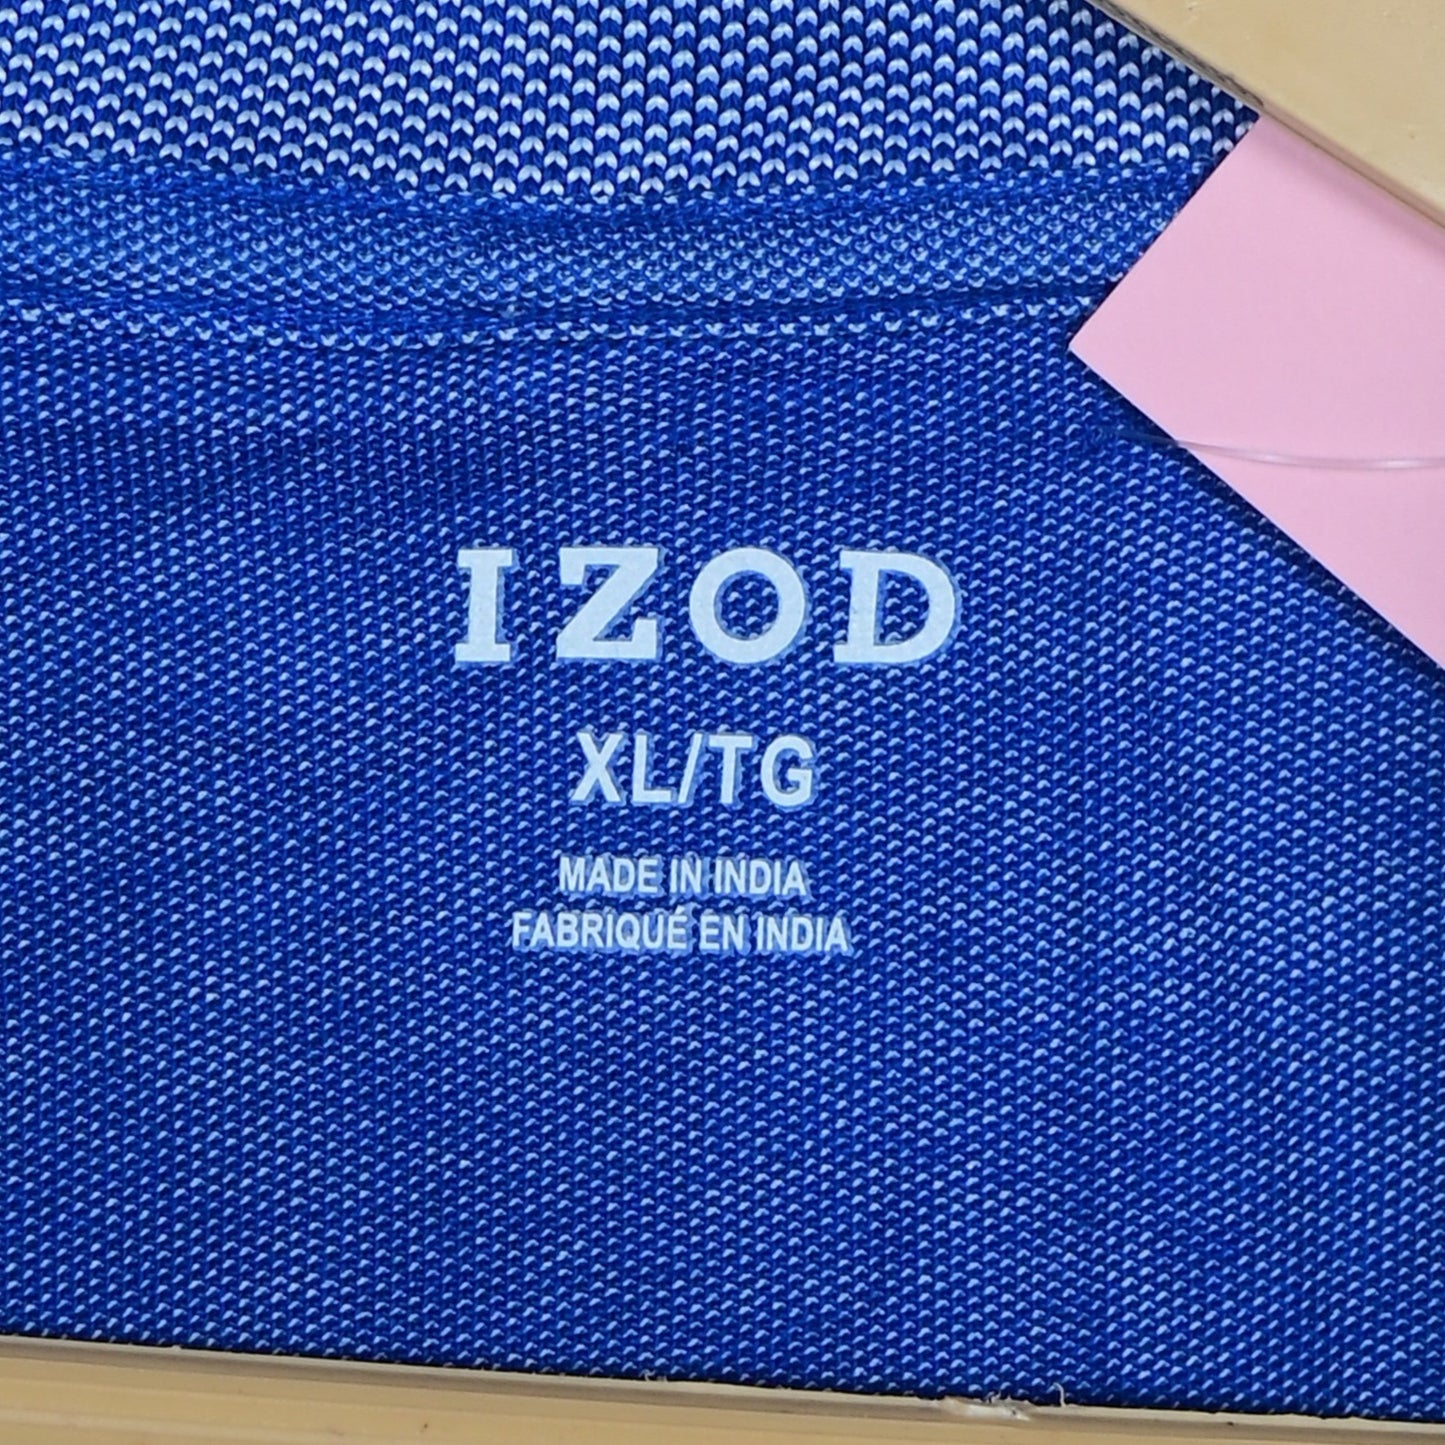 IZOD
XL/TG
MADE IN INDIA
FABRIQUÉ EN INDIA